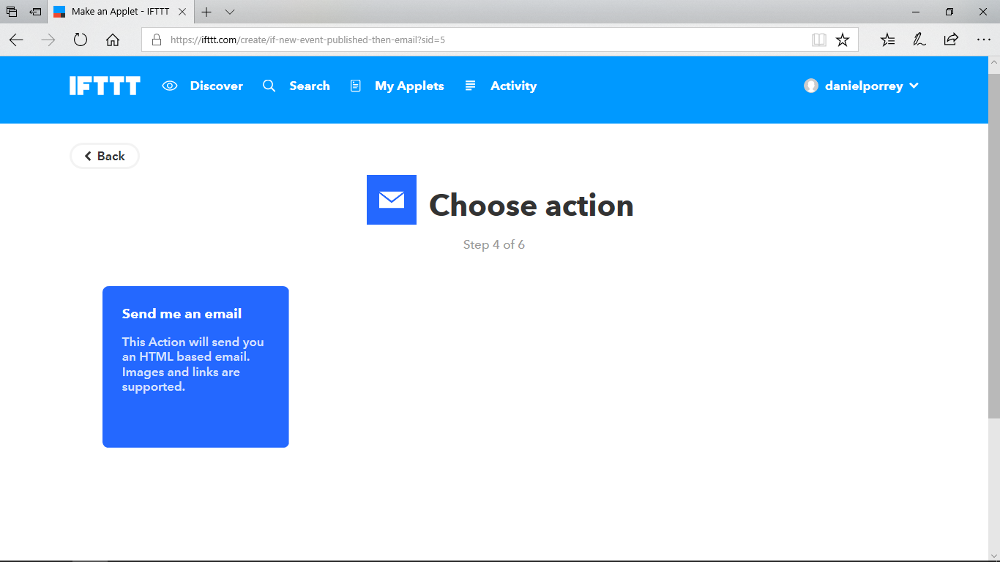 Make an Applet - IFTTT
https://ifttt.com/create/if-new-event-published-then-email?sid=5
IFTTT Discover Search My Applets Activity danielporrey
Back
Choose action
Step 4 of 6
Send me an email
This Action will send you
an HTML based email.
Images and links are
supported.